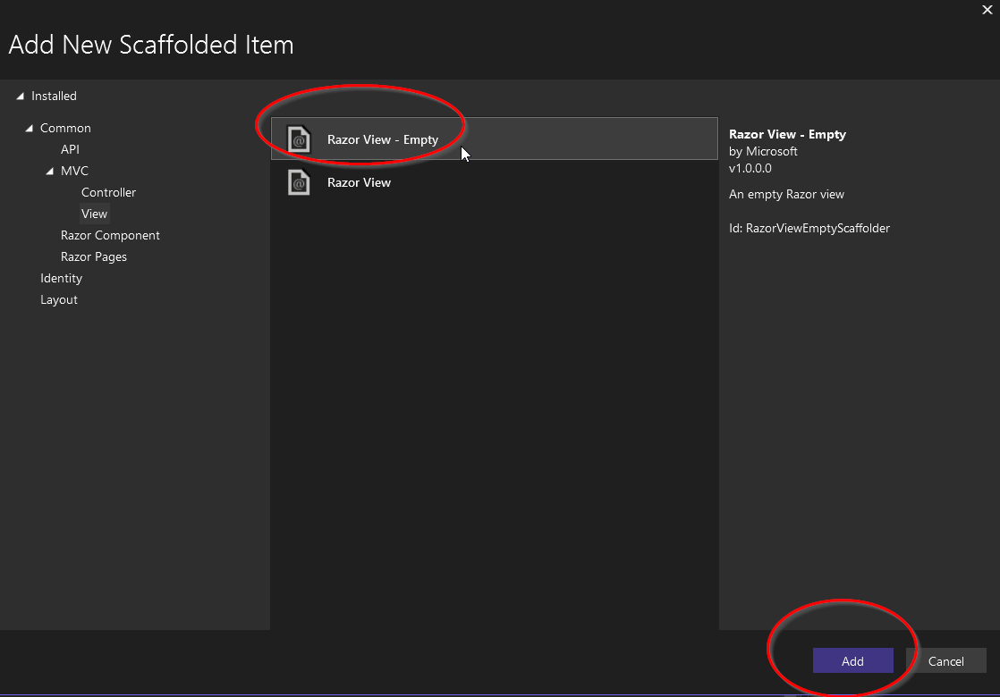 Add New Scaffolded Item
Installed
Common
API
MVC
Controller
View
Razor Component
Razor Pages
Identity
Layout
Razor View - Empty
Razor View
Razor View - Empty
by Microsoft
v1.0.0.0
An empty Razor view
Id: RazorViewEmptyScaffolder
Add
Cancel